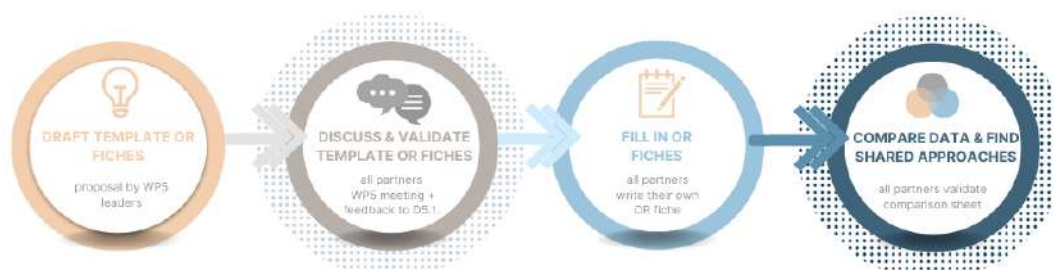 DRAFT TEMPLATE OR
FICHES
proposal by WP5
leaders
DISCUSS & VALIDATE
TEMPLATE OR FICHES
all partners
WP5 meeting +
feedback to D5.1.
FILL IN OR
FICHES
all partners
write their own
OR fiche
COMPARE DATA & FIND
SHARED APPROACHES
all partners validate
comparison sheet